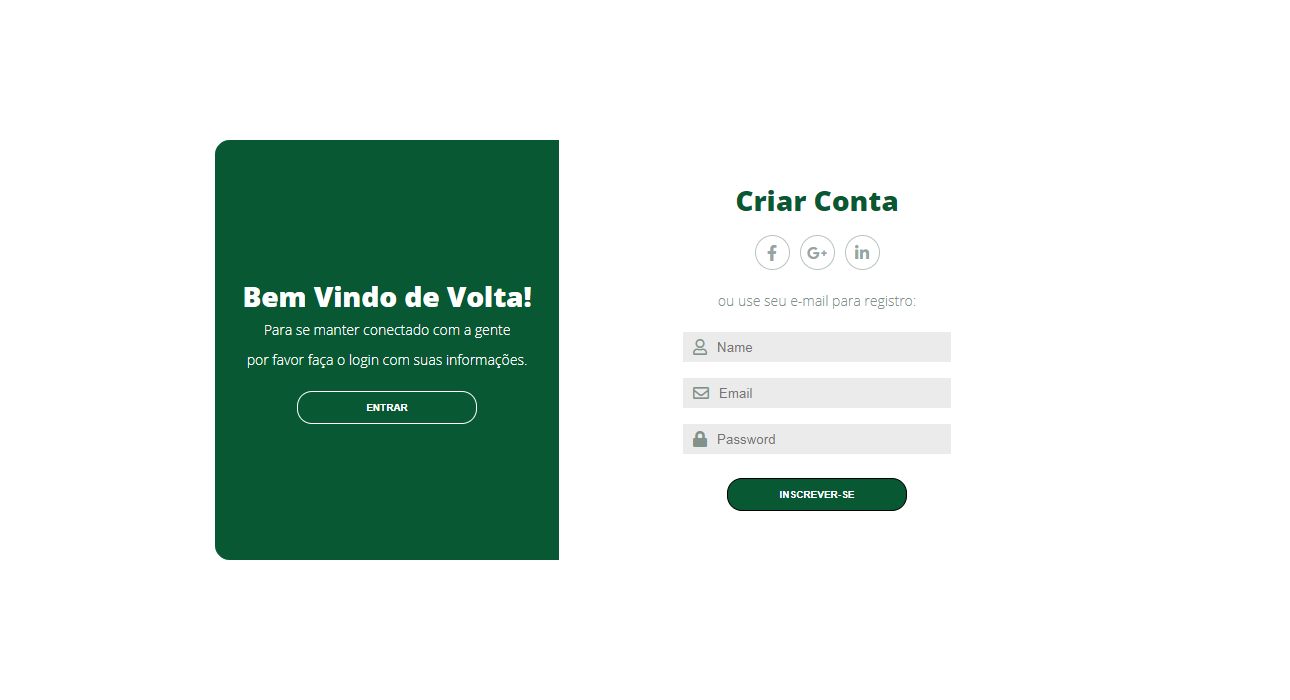 Bem Vindo de Volta!
Para se manter conectado com a gente
por favor faça o login com suas informações.
ENTRAR
Criar Conta
f G+ in
ou use seu e-mail para registro:
Name
Email
Password
INSCREVER-SE